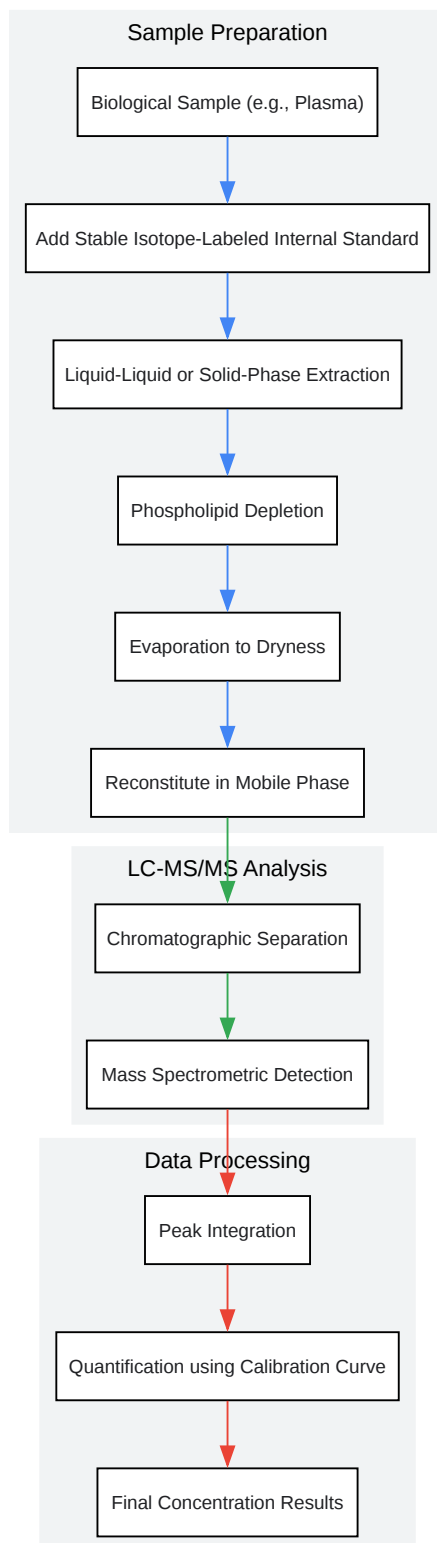 Sample Preparation
Biological Sample (e.g., Plasma)
Add Stable Isotope-Labeled Internal Standard
Liquid-Liquid or Solid-Phase Extraction
Phospholipid Depletion
Evaporation to Dryness
Reconstitute in Mobile Phase
LC-MS/MS Analysis
Chromatographic Separation
Mass Spectrometric Detection
Data Processing
Peak Integration
Quantification using Calibration Curve
Final Concentration Results